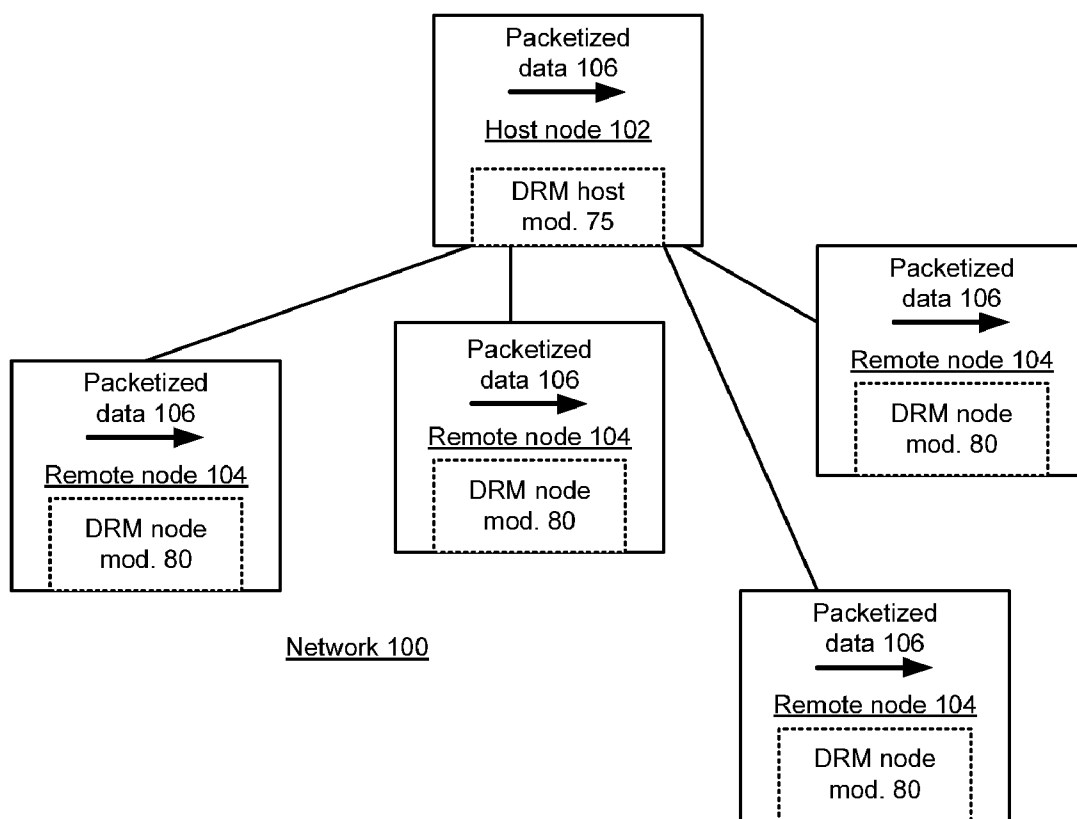 Packetized
data 106
Host node 102
DRM host
mod. 75
Packetized
data 106
Remote node 104
DRM node
mod. 80
Packetized
data 106
Remote node 104
DRM node
mod. 80
Packetized
data 106
Remote node 104
DRM node
mod. 80
Network 100
Packetized
data 106
Remote node 104
DRM node
mod. 80